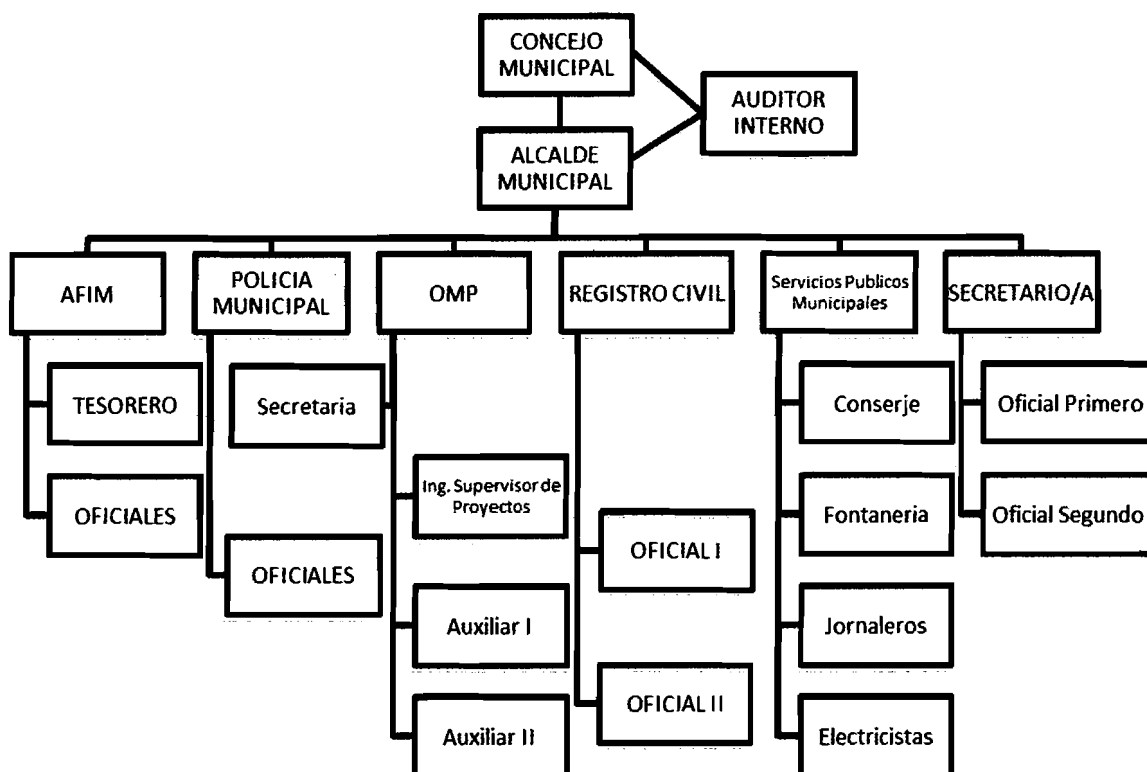 CONCEJO
MUNICIPAL
AUDITOR
INTERNO
ALCALDE
MUNICIPAL
AFIM
POLICIA
MUNICIPAL
OMP
REGISTRO CIVIL
Servicios Publicos
Municipales
SECRETARIO/A
TESORERO
OFICIALES
OFICIALES
Secretaria
Ing. Supervisor de
Proyectos
Auxiliar I
Auxiliar II
OFICIAL I
OFICIAL II
Conserje
Fontaneria
Jornaleros
Electricistas
Oficial Primero
Oficial Segundo